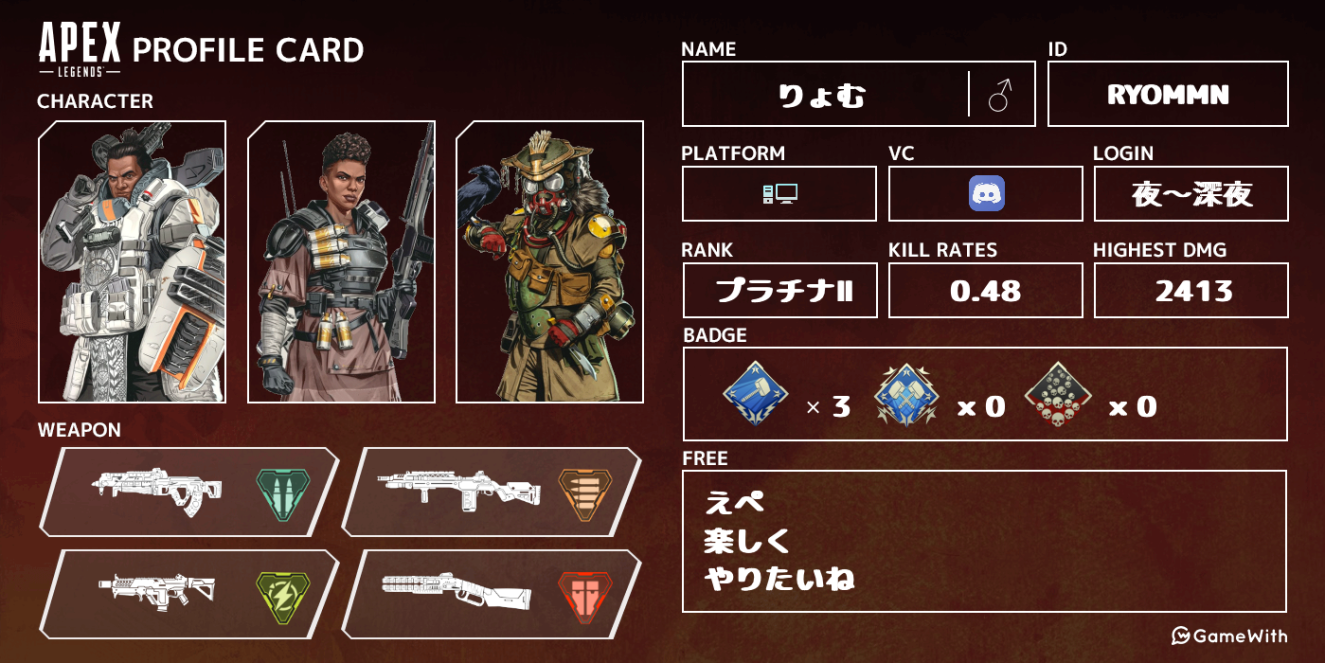 APEX
LEGENDS
PROFILE CARD
CHARACTER
WEAPON
NAME
りょむ
♂
ID
RYOMMN
PLATFORM
VC
LOGIN
夜〜深夜
RANK
プラチナⅡ
KILL RATES
0.48
HIGHEST DMG
2413
BADGE
× 3
x 0
x 0
FREE
えぺ
楽しく
やりたいね
GameWith